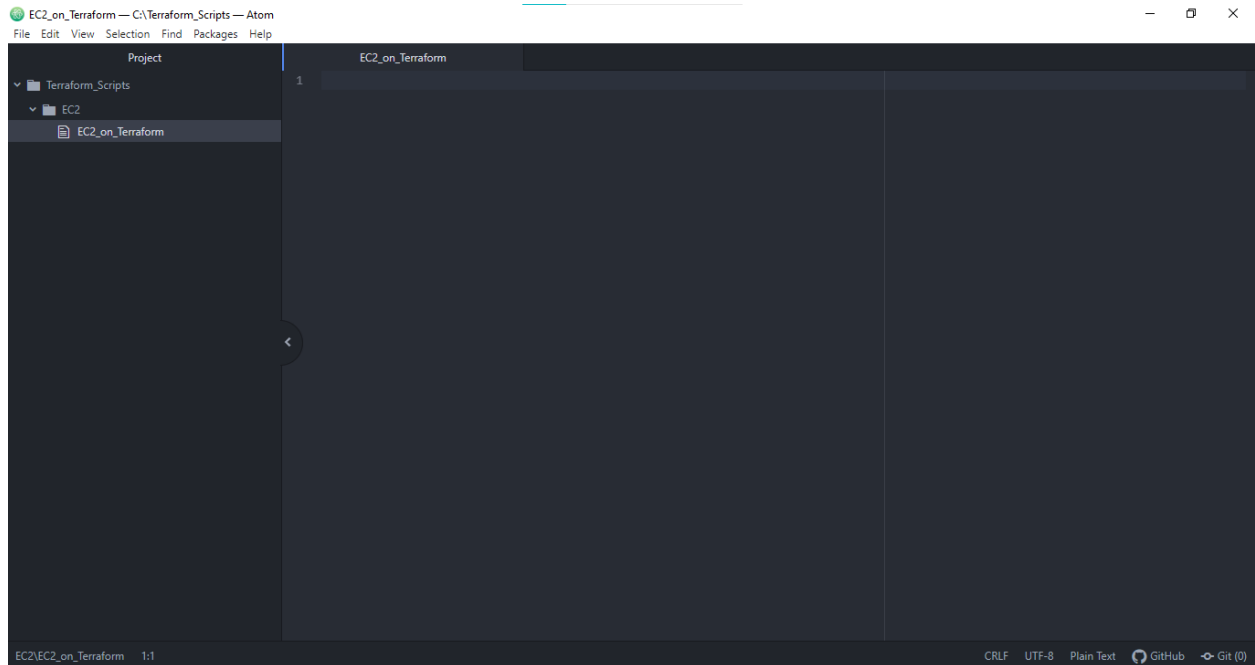 EC2_on_Terraform — C:\Terraform_Scripts — Atom
File Edit View Selection Find Packages Help
Project
EC2_on_Terraform
Terraform_Scripts
EC2
EC2_on_Terraform
1
EC2\EC2_on_Terraform 1:1
CRLF UTF-8 Plain Text GitHub Git (0)